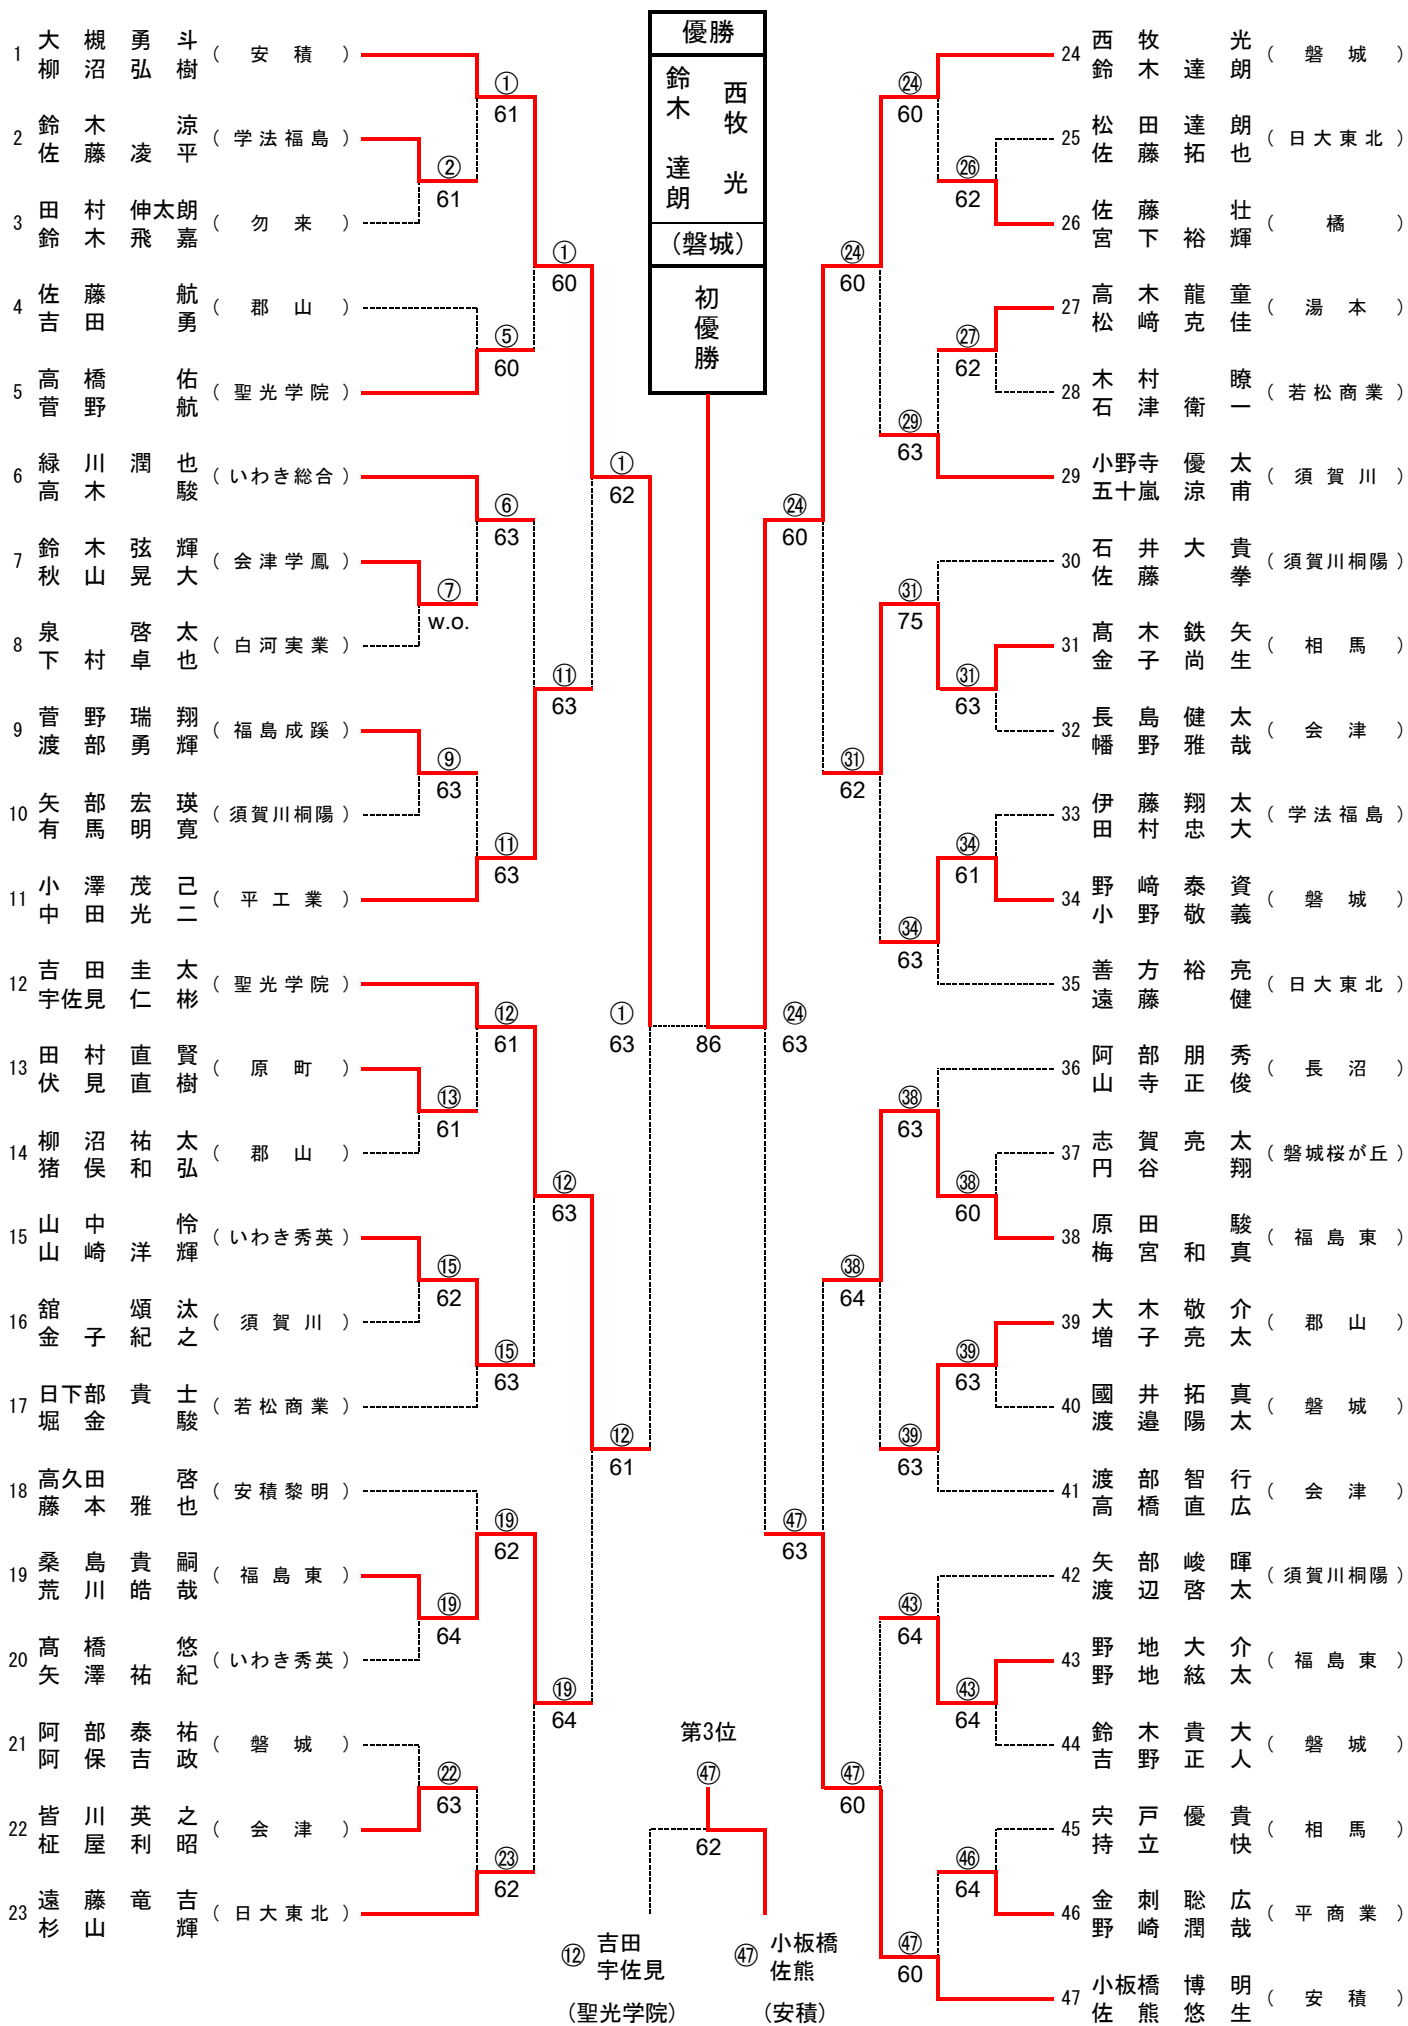 優勝
鈴木 達朗
西牧 光
(磐城)
初優勝
1 大槻勇斗 (安積)
柳沼弘樹
2 鈴木涼 (学法福島)
佐藤凌平
3 田村伸太朗 (勿来)
鈴木飛嘉
4 佐藤航 (郡山)
吉田勇
5 高橋佑 (聖光学院)
菅野航
6 緑川潤也 (いわき総合)
高木駿
7 鈴木弦輝 (会津学鳳)
秋山晃大
8 泉啓太 (白河実業)
下村卓也
9 菅野瑞翔 (福島成蹊)
渡部勇輝
10 矢部宏瑛 (須賀川桐陽)
有馬明寛
11 小澤茂己 (平工業)
中田光二
12 吉田圭太 (聖光学院)
宇佐見仁彬
13 田村直賢 (原町)
伏見直樹
14 柳沼祐太 (郡山)
猪俣和弘
15 山中怜 (いわき秀英)
山崎洋輝
16 舘頌汰 (須賀川)
金子紀之
17 日下部貴士 (若松商業)
堀金駿
18 高久田啓 (安積黎明)
藤本雅也
19 桑島貴嗣 (福島東)
荒川皓哉
20 髙橋悠 (いわき秀英)
矢澤祐紀
21 阿部泰祐 (磐城)
阿保吉政
22 皆川英之 (会津)
柾屋利昭
23 遠藤竜吉 (日大東北)
杉山輝
② 61
⑦ w.o.
⑨ 63
⑬ 61
⑮ 62
⑲ 64
㉒ 63
① 61
⑤ 60
⑥ 63
⑪ 63
⑫ 61
⑮ 63
⑲ 62
㉓ 62
① 60
⑪ 63
⑫ 63
⑲ 64
① 62
⑫ 61
① 63
86
㉔ 63
㉔ 60
㊼ 63
㉔ 60
㉛ 62
㊳ 64
㊼ 60
㉔ 60
㉙ 63
㉛ 75
㉞ 63
㊳ 63
㊴ 63
㊸ 64
㊼ 60
㉖ 62
㉗ 62
㉛ 63
㉞ 61
㊳ 60
㊴ 63
㊸ 64
㊻ 64
24 西牧光 (磐城)
鈴木達朗
25 松田達朗 (日大東北)
佐藤拓也
26 佐藤壮 (橘)
宮下裕輝
27 高木龍童 (湯本)
松﨑克佳
28 木村瞭 (若松商業)
石津衛一
29 小野寺優太 (須賀川)
五十嵐涼甫
30 石井大貴 (須賀川桐陽)
佐藤拳
31 髙木鉄矢 (相馬)
金子尚生
32 長島健太 (会津)
幡野雅哉
33 伊藤翔太 (学法福島)
田村忠大
34 野﨑泰資 (磐城)
小野敬義
35 善方裕亮 (日大東北)
遠藤健
36 阿部朋秀 (長沼)
山寺正俊
37 志賀亮太 (磐城桜が丘)
円谷翔
38 原田駿 (福島東)
梅宮和真
39 大木敬介 (郡山)
増子亮太
40 國井拓真 (磐城)
渡邉陽太
41 渡部智行 (会津)
高橋直広
42 矢部峻暉 (須賀川桐陽)
渡辺啓太
43 野地大介 (福島東)
野地絃太
44 鈴木貴大 (磐城)
吉野正人
45 宍戸優貴 (相馬)
持立快
46 金刺聡広 (平商業)
野崎潤哉
47 小板橋博明 (安積)
佐熊悠生
第3位
㊼
62
⑫ 吉田
宇佐見
(聖光学院)
㊼ 小板橋
佐熊
(安積)